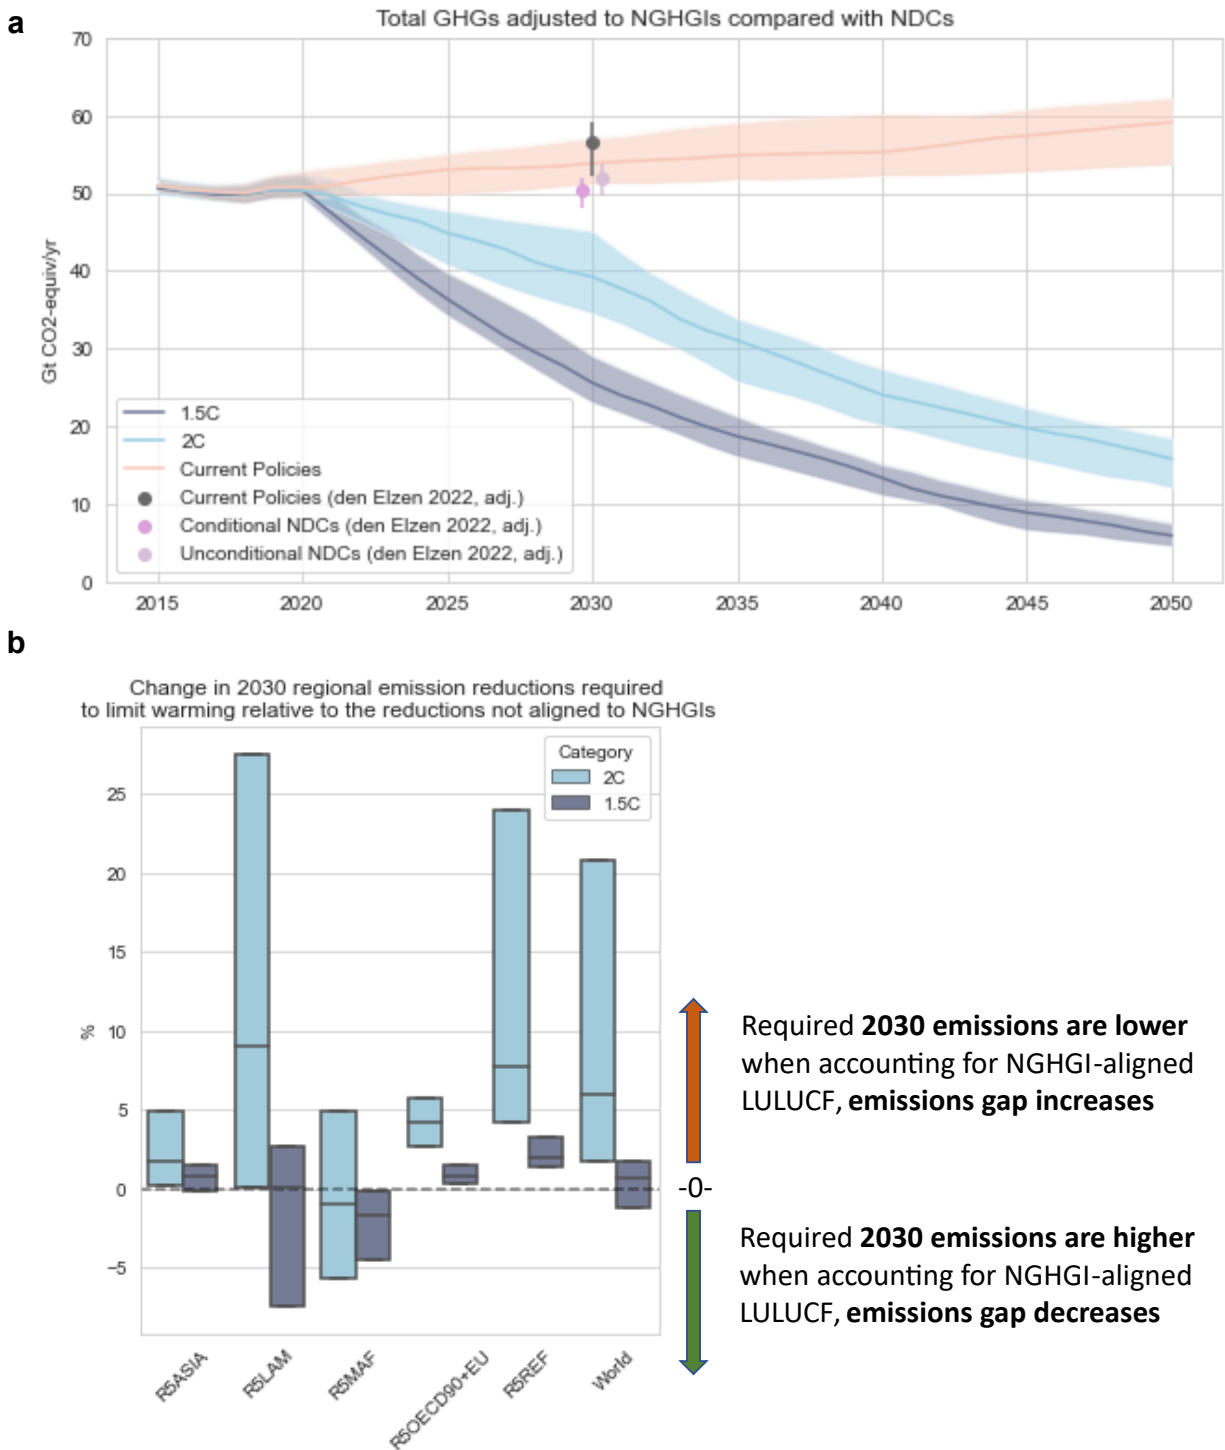 a
Total GHGs adjusted to NGHGIs compared with NDCs
70
60
50
40
30
20
10
0
Gt CO2-equiv/yr
1.5C
2C
Current Policies
Current Policies (den Elzen 2022, adj.)
Conditional NDCs (den Elzen 2022, adj.)
Unconditional NDCs (den Elzen 2022, adj.)
2015 2020 2025 2030 2035 2040 2045 2050
b
Change in 2030 regional emission reductions required
to limit warming relative to the reductions not aligned to NGHGIs
Category
2C
1.5C
25
20
15
10
5
0
−5
%
R5ASIA R5LAM R5MAF R5OECD90+EU R5REF World
Required 2030 emissions are lower
when accounting for NGHGI-aligned
LULUCF, emissions gap increases
-0-
Required 2030 emissions are higher
when accounting for NGHGI-aligned
LULUCF, emissions gap decreases